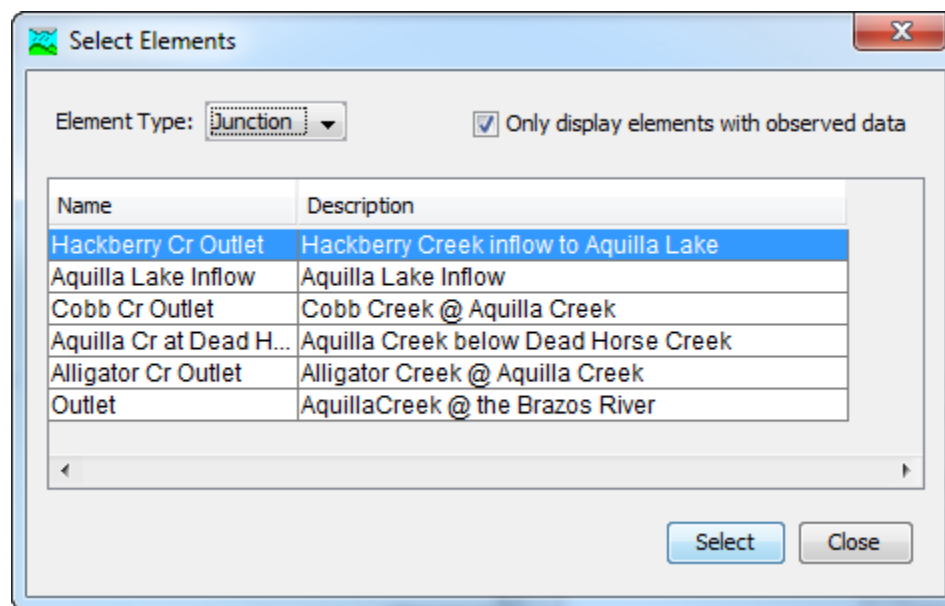 Select Elements
Element Type: Junction Only display elements with observed data
Name Description
Hackberry Cr Outlet Hackberry Creek inflow to Aquilla Lake
Aquilla Lake Inflow Aquilla Lake Inflow
Cobb Cr Outlet Cobb Creek @ Aquilla Creek
Aquilla Cr at Dead H... Aquilla Creek below Dead Horse Creek
Alligator Cr Outlet Alligator Creek @ Aquilla Creek
Outlet AquillaCreek @ the Brazos River
Select Close